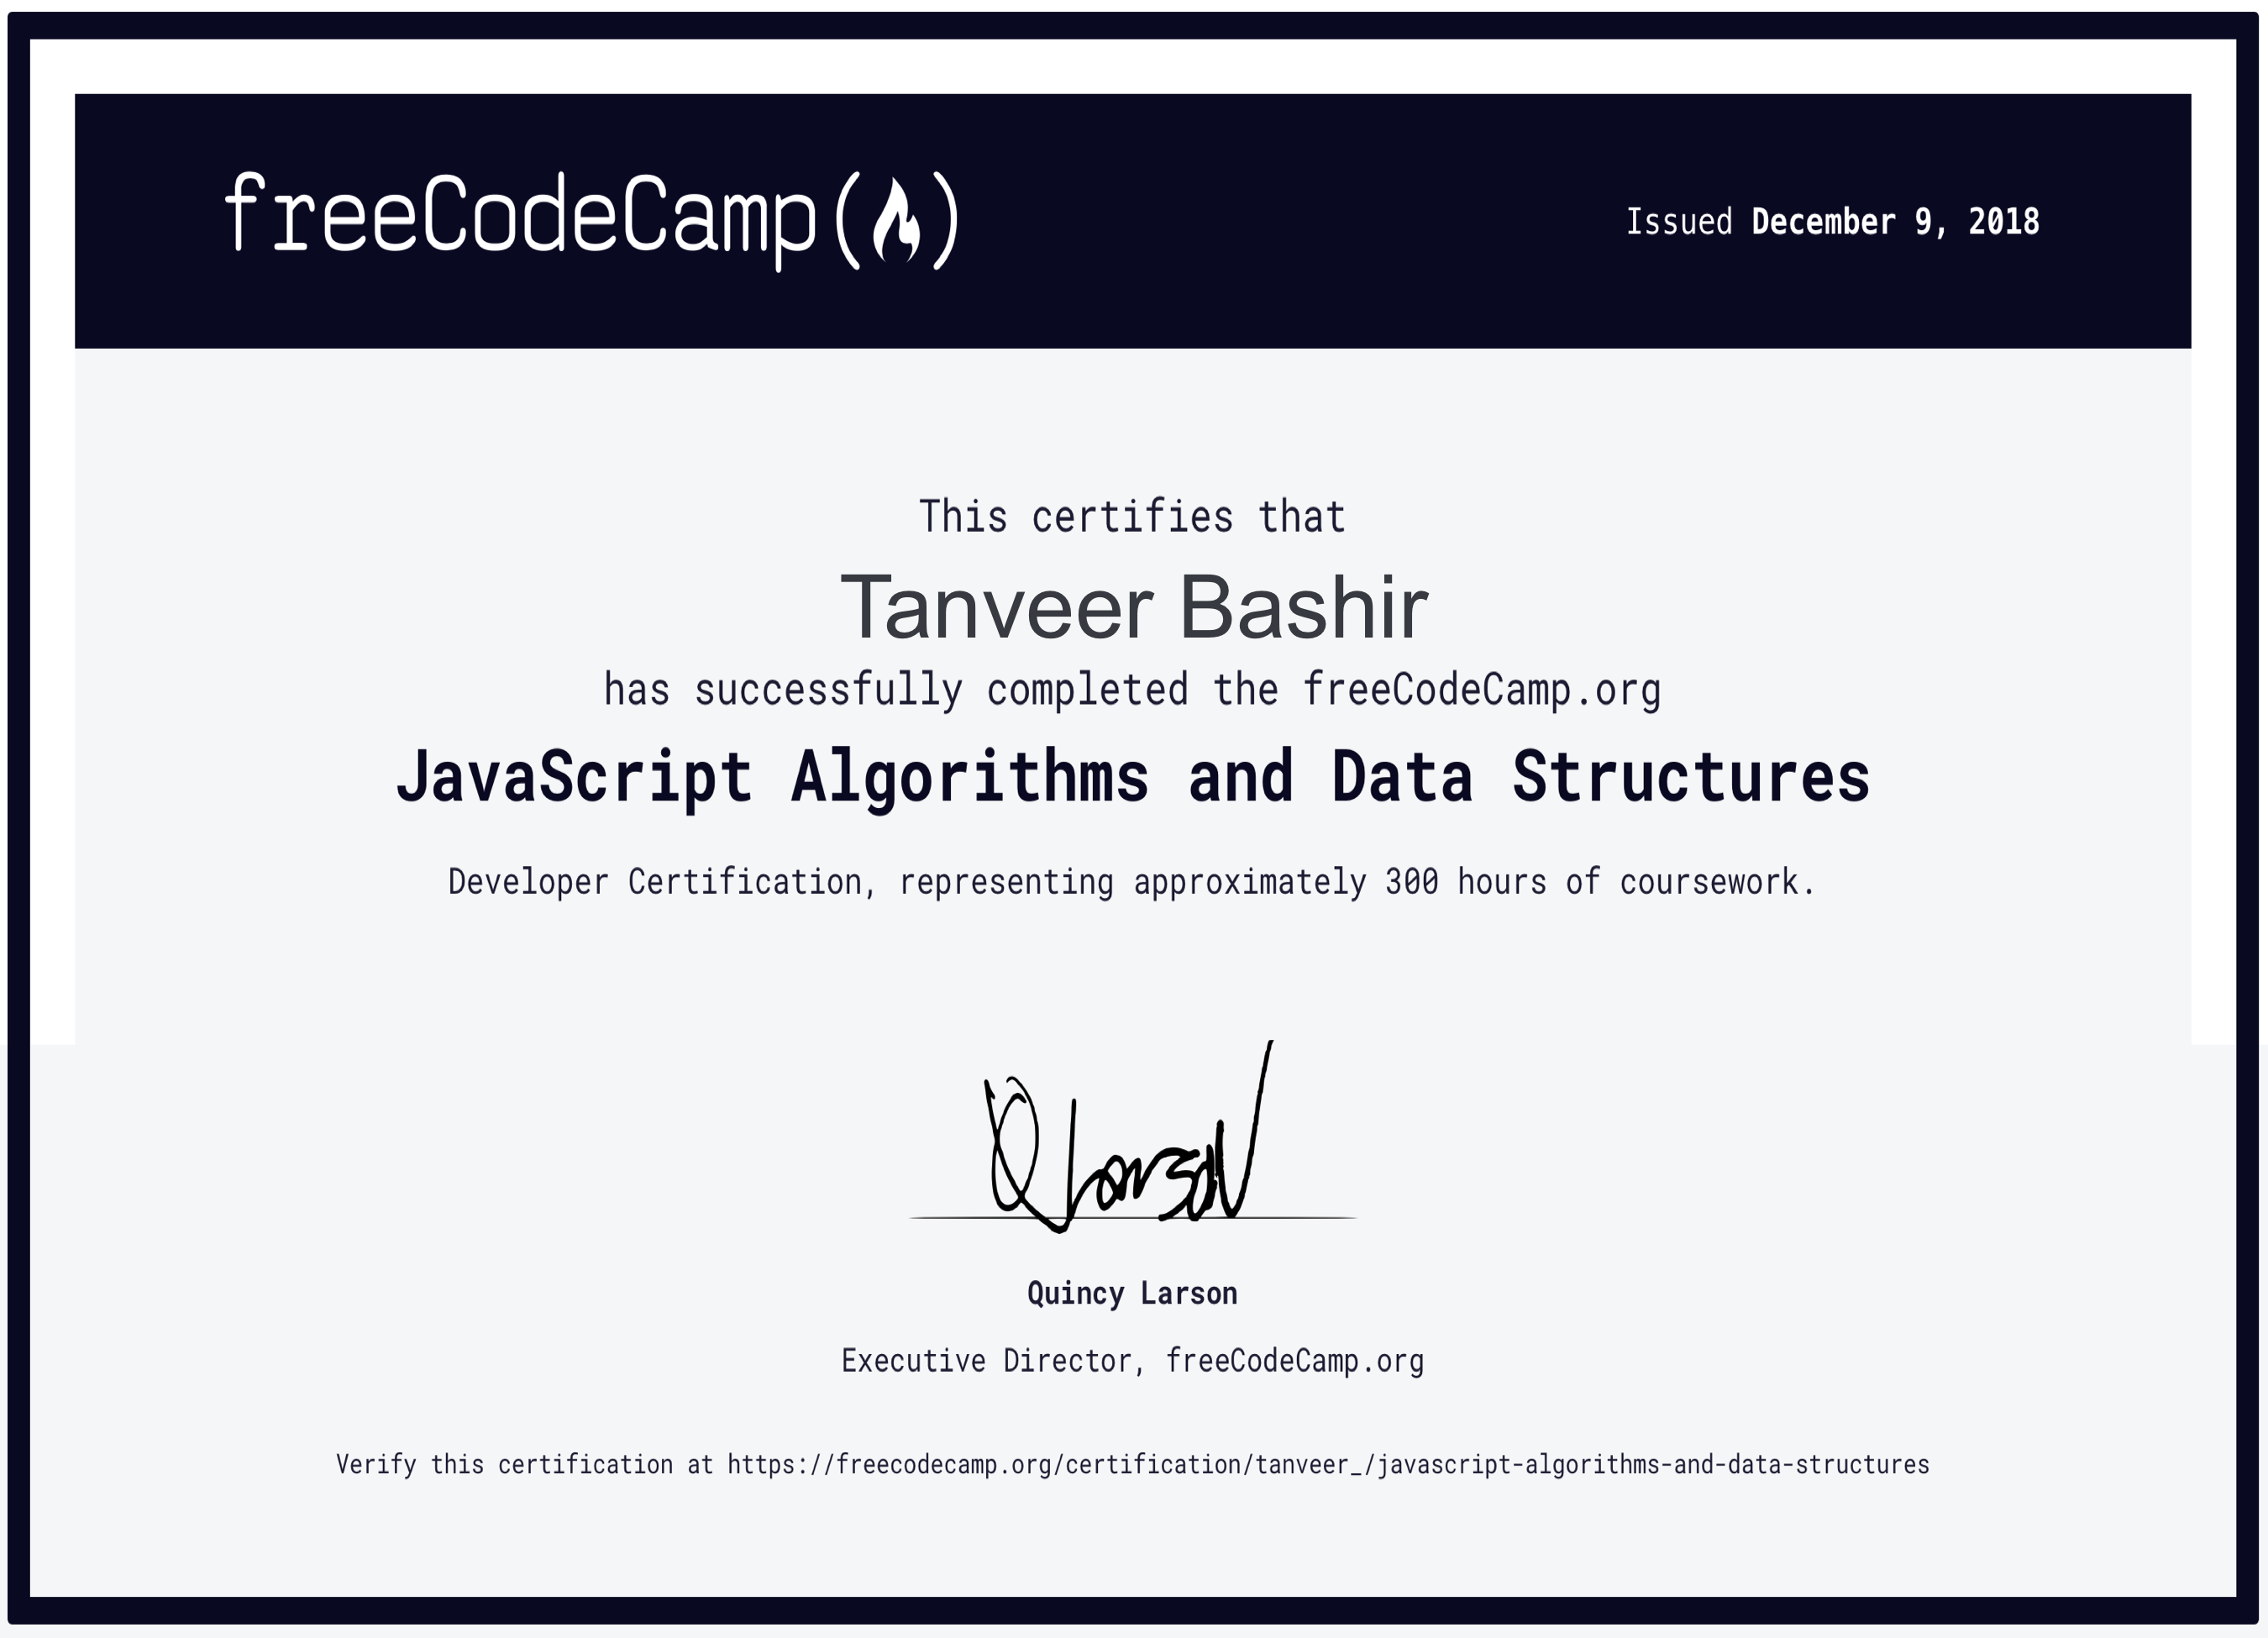 freeCodeCamp(🔥)
Issued December 9, 2018
This certifies that
Tanveer Bashir
has successfully completed the freeCodeCamp.org
JavaScript Algorithms and Data Structures
Developer Certification, representing approximately 300 hours of coursework.
QLarson
Quincy Larson
Executive Director, freeCodeCamp.org
Verify this certification at https://freecodecamp.org/certification/tanveer_/javascript-algorithms-and-data-structures